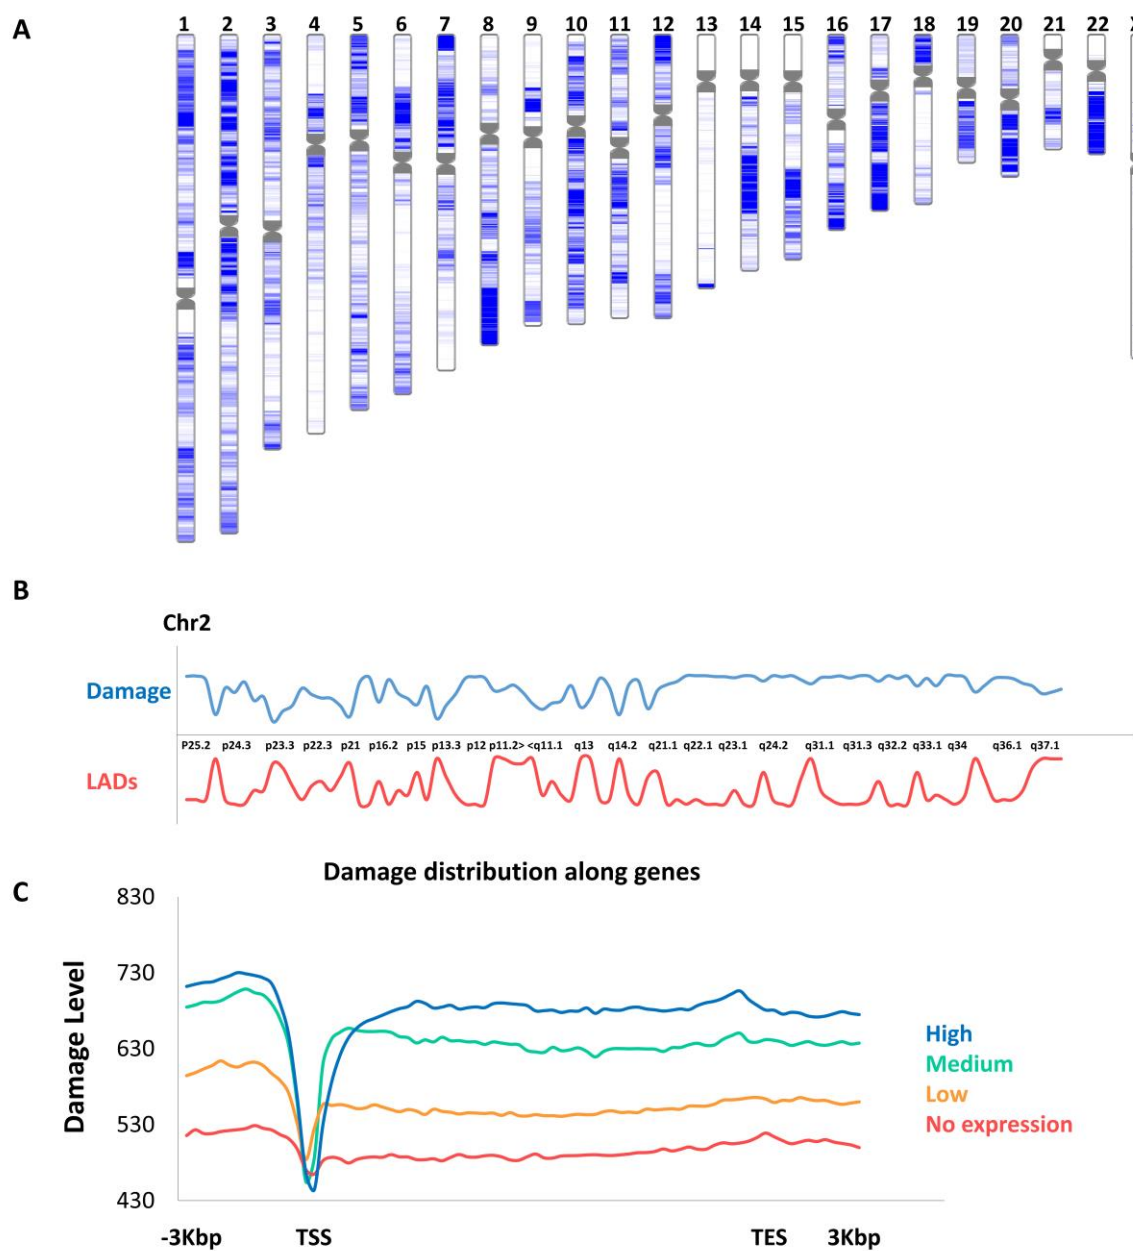 A
1 2 3 4 5 6 7 8 9 10 11 12 13 14 15 16 17 18 19 20 21 22
B
Chr2
Damage
P25.2 p24.3 p23.3 p22.3 p21 p16.2 p15 p13.3 p12 p11.2> <q11.1 q13 q14.2 q21.1 q22.1 q23.1 q24.2 q31.1 q31.3 q32.2 q33.1 q34 q36.1 q37.1
LADs
C
Damage distribution along genes
830
730
630
530
430
Damage Level
High
Medium
Low
No expression
-3Kbp TSS TES 3Kbp